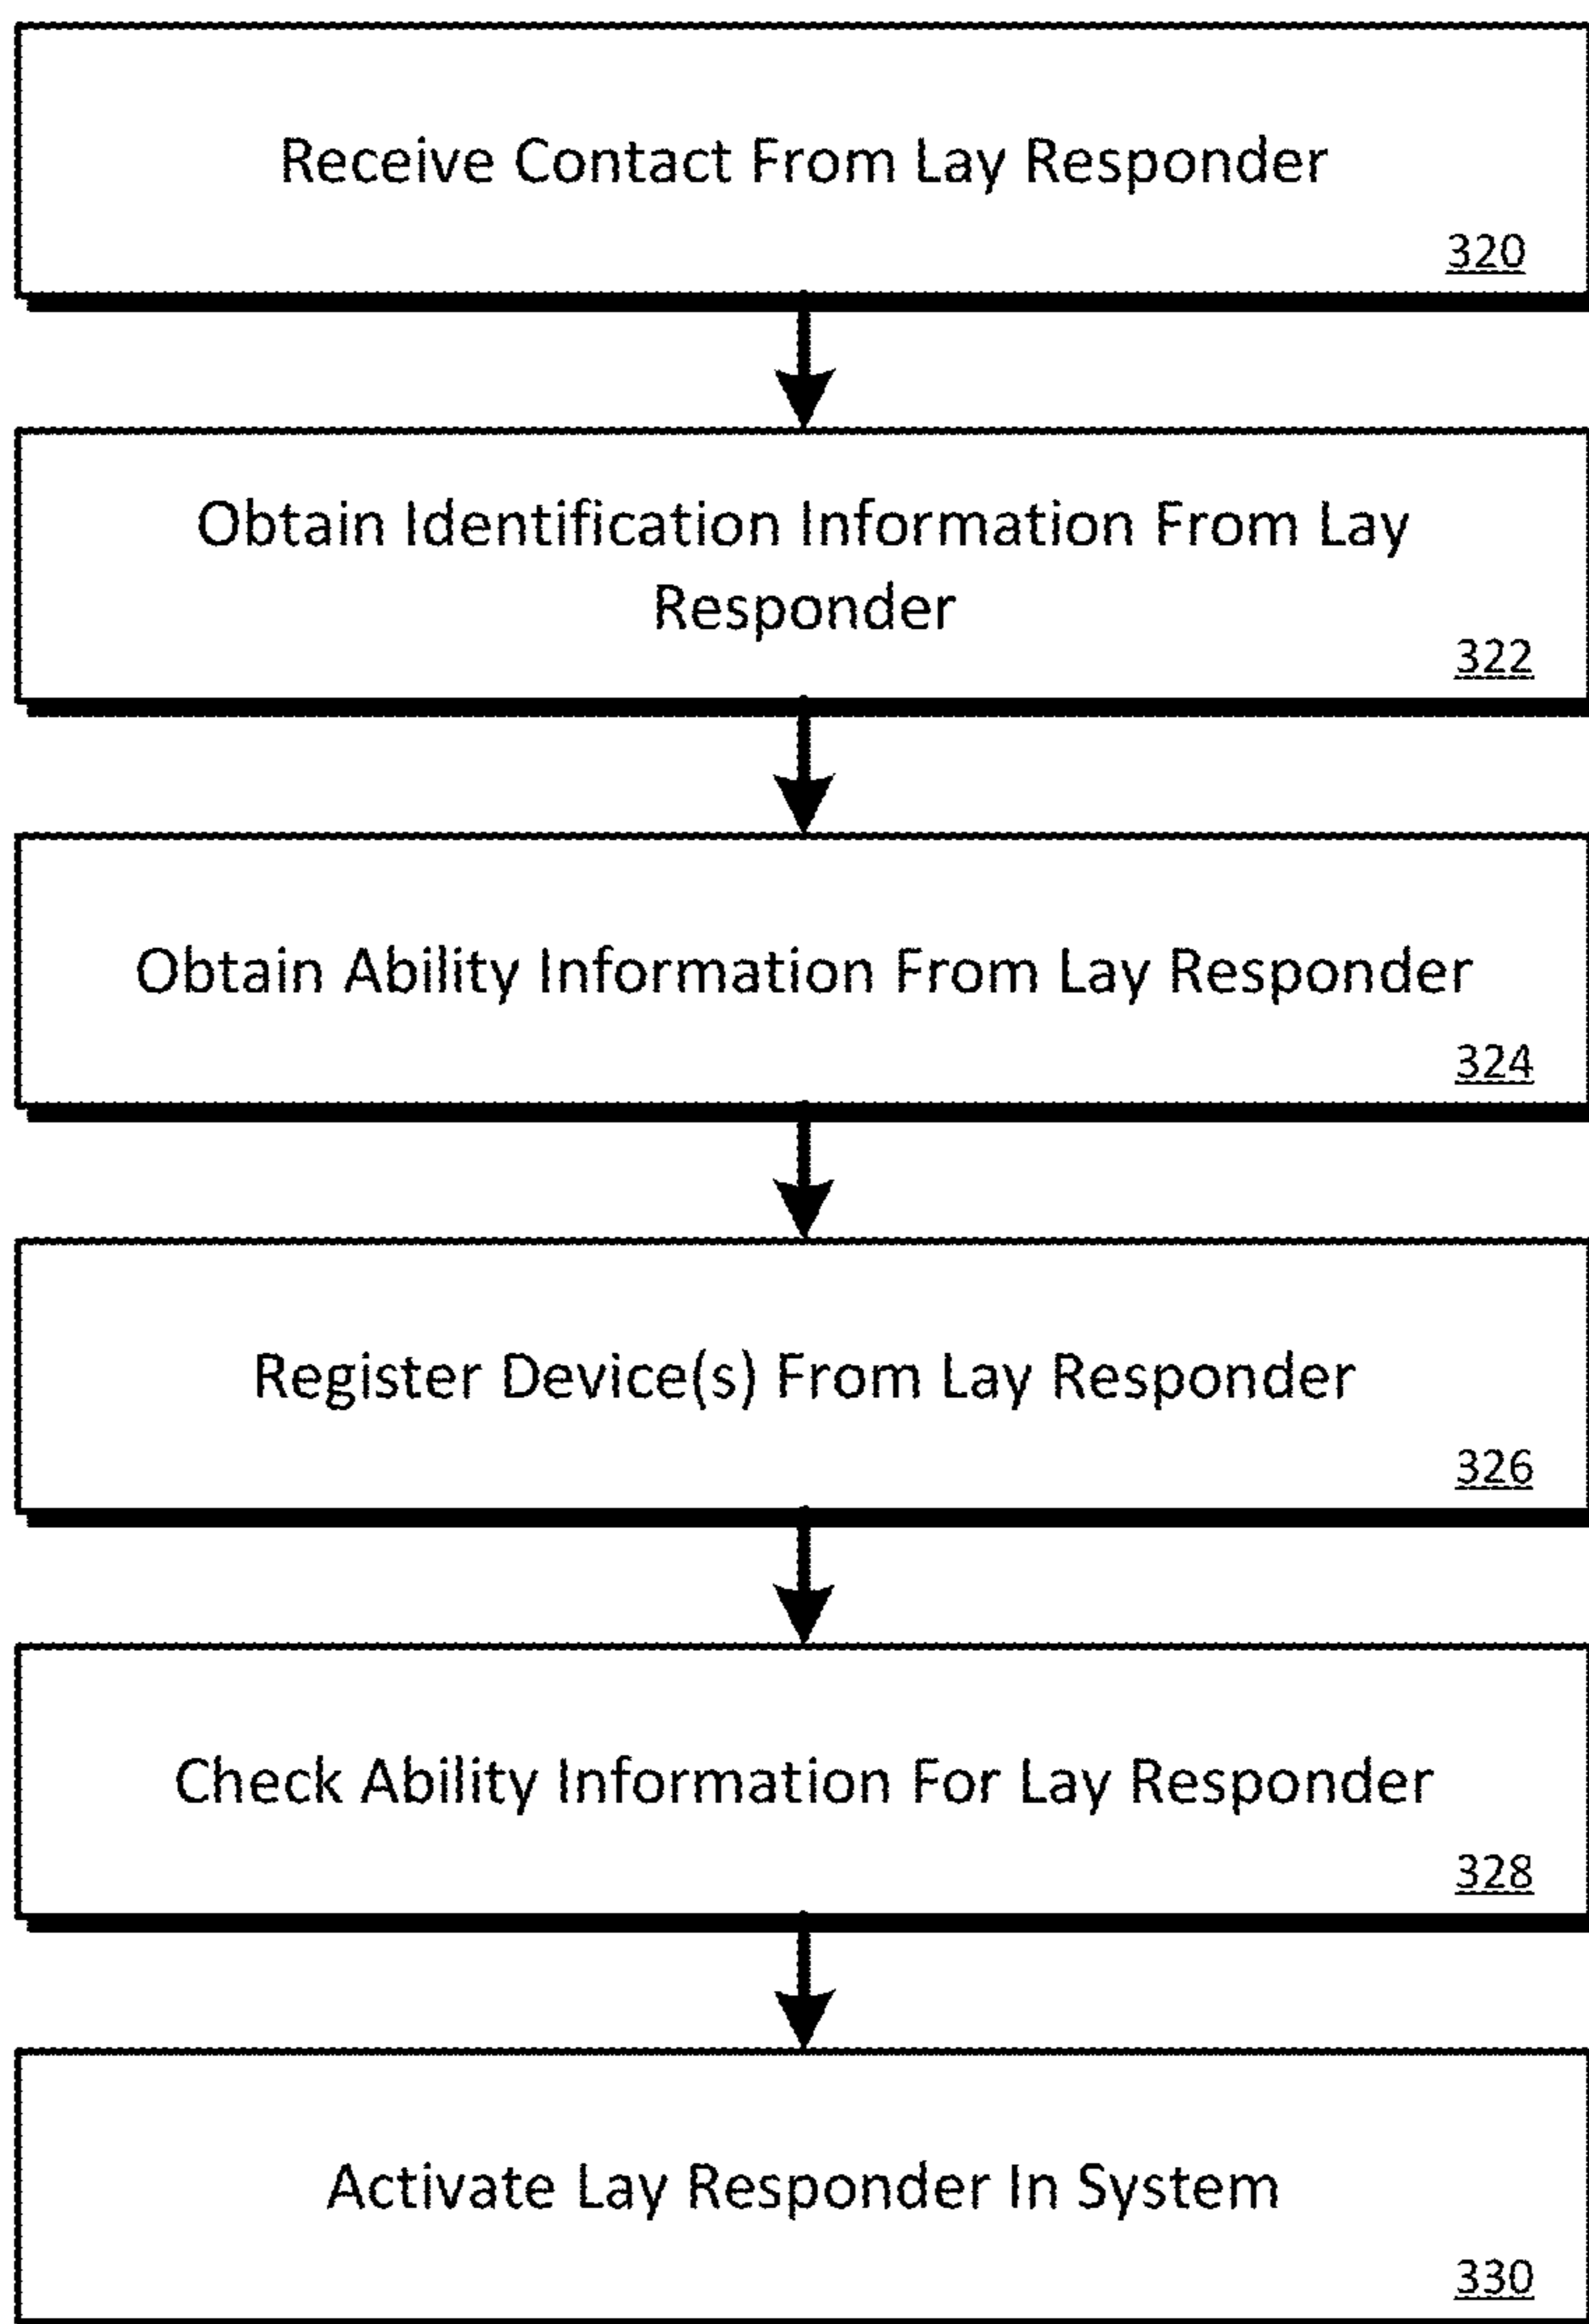 Receive Contact From Lay Responder
320
Obtain Identification Information From Lay
Responder
322
Obtain Ability Information From Lay Responder
324
Register Device(s) From Lay Responder
326
Check Ability Information For Lay Responder
328
Activate Lay Responder In System
330